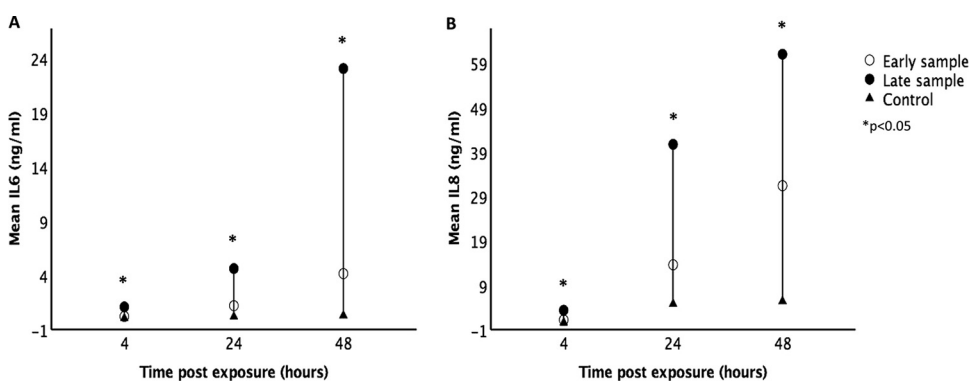 A
Mean IL6 (ng/ml)
24
19
14
9
4
−1
*
*
*
4 24 48
Time post exposure (hours)
B
Mean IL8 (ng/ml)
59
49
39
29
19
9
−1
*
*
*
4 24 48
Time post exposure (hours)
Early sample
Late sample
Control
*p<0.05